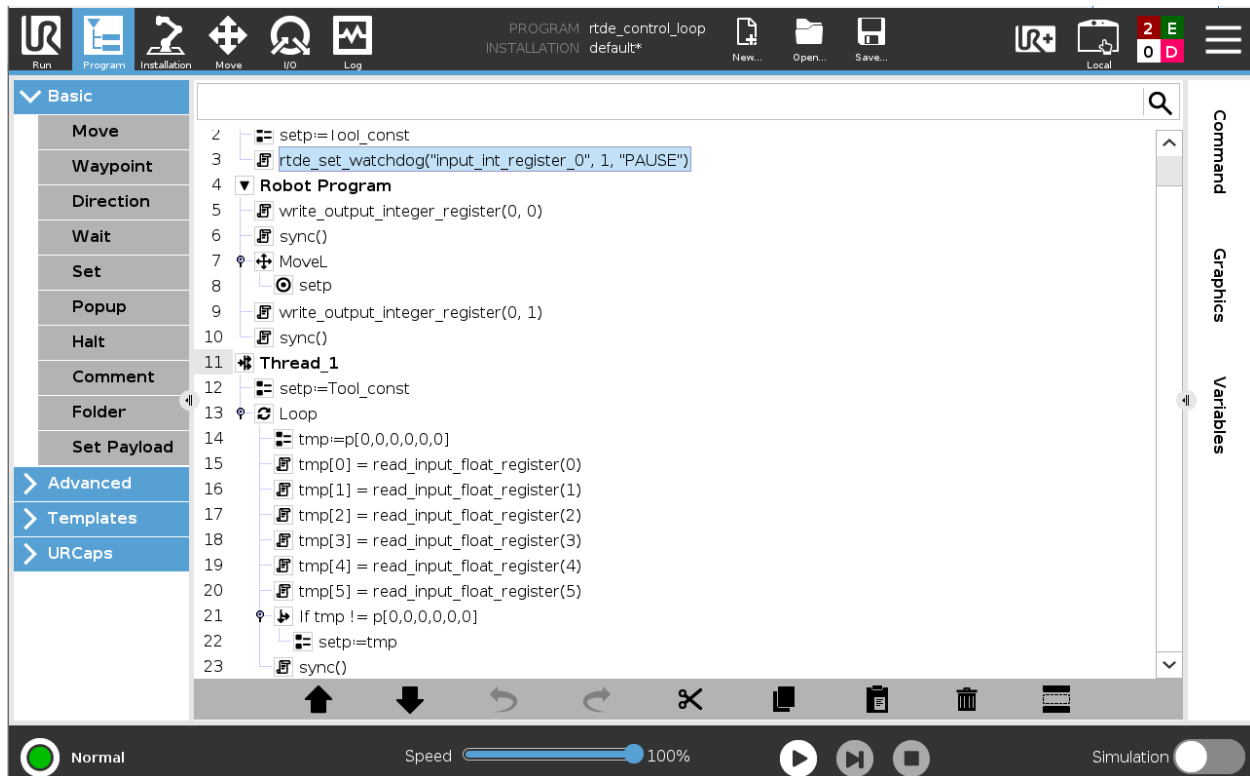 UR
Run
Program
Installation
Move
I/O
Log
PROGRAM rtde_control_loop
INSTALLATION default*
New...
Open...
Save...
UR+
Local
2 E
0 D
Basic
Move
Waypoint
Direction
Wait
Set
Popup
Halt
Comment
Folder
Set Payload
Advanced
Templates
URCaps
2 setp:=Tool_const
3 rtde_set_watchdog("input_int_register_0", 1, "PAUSE")
4 Robot Program
5 write_output_integer_register(0, 0)
6 sync()
7 MoveL
8 setp
9 write_output_integer_register(0, 1)
10 sync()
11 Thread_1
12 setp:=Tool_const
13 Loop
14 tmp:=p[0,0,0,0,0,0]
15 tmp[0] = read_input_float_register(0)
16 tmp[1] = read_input_float_register(1)
17 tmp[2] = read_input_float_register(2)
18 tmp[3] = read_input_float_register(3)
19 tmp[4] = read_input_float_register(4)
20 tmp[5] = read_input_float_register(5)
21 If tmp != p[0,0,0,0,0,0]
22 setp:=tmp
23 sync()
Command
Graphics
Variables
Normal
Speed 100%
Simulation